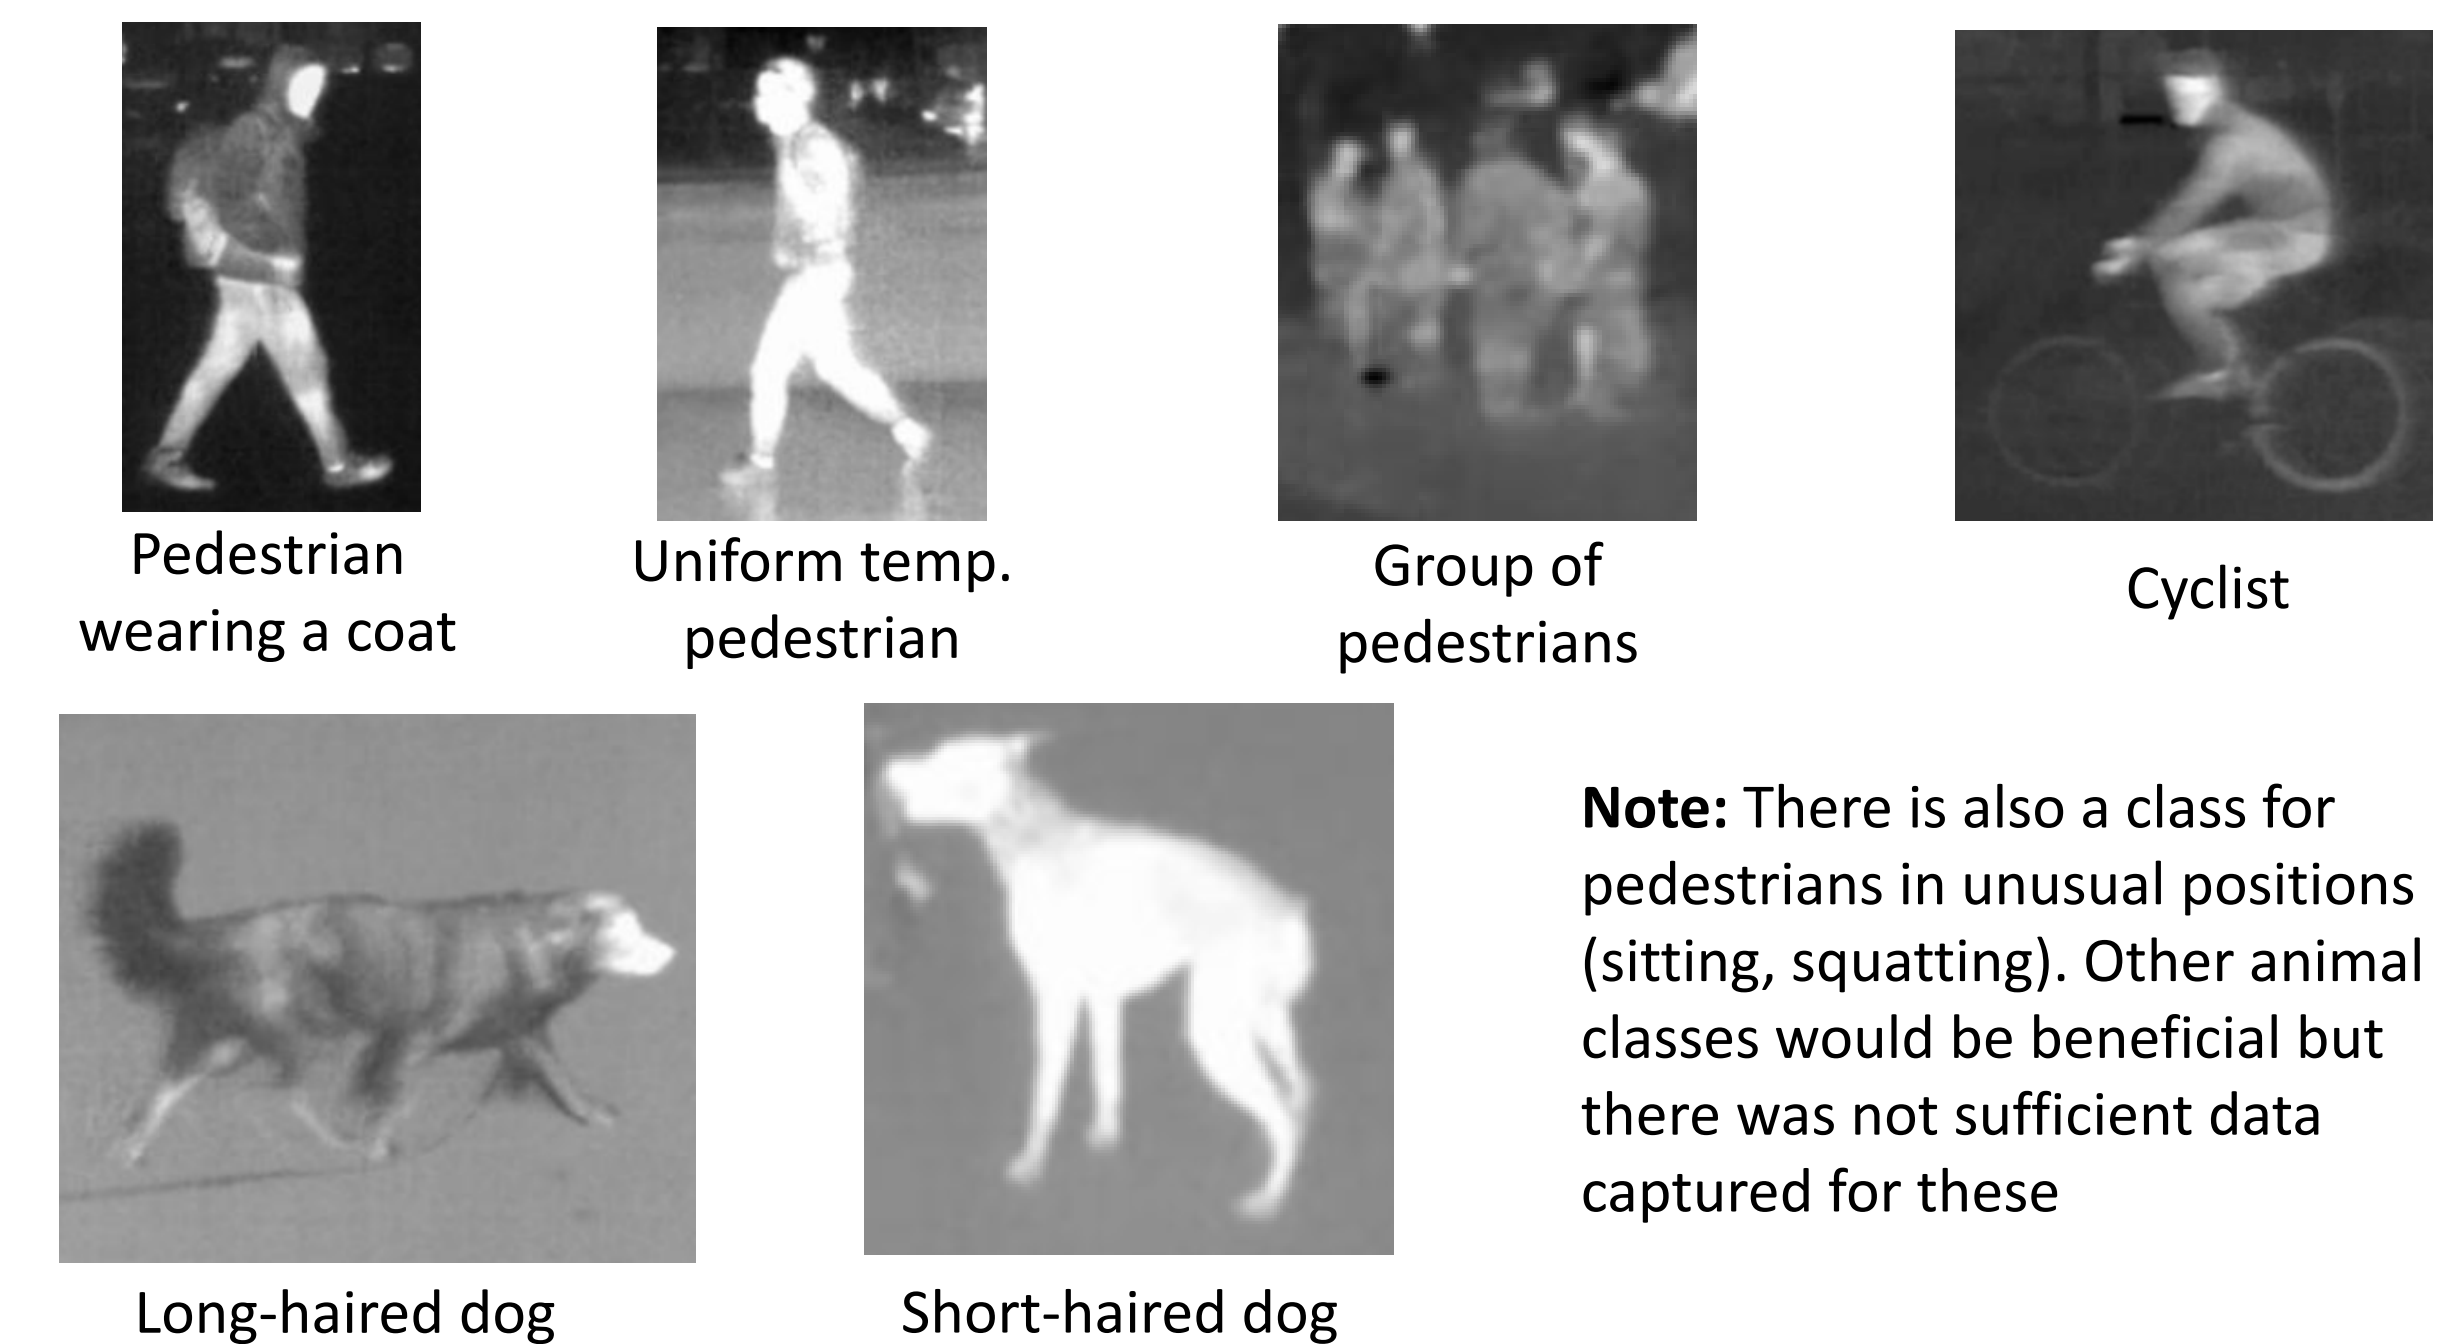 Pedestrian
wearing a coat
Uniform temp.
pedestrian
Group of
pedestrians
Cyclist
Long-haired dog
Short-haired dog
Note: There is also a class for
pedestrians in unusual positions
(sitting, squatting). Other animal
classes would be beneficial but
there was not sufficient data
captured for these